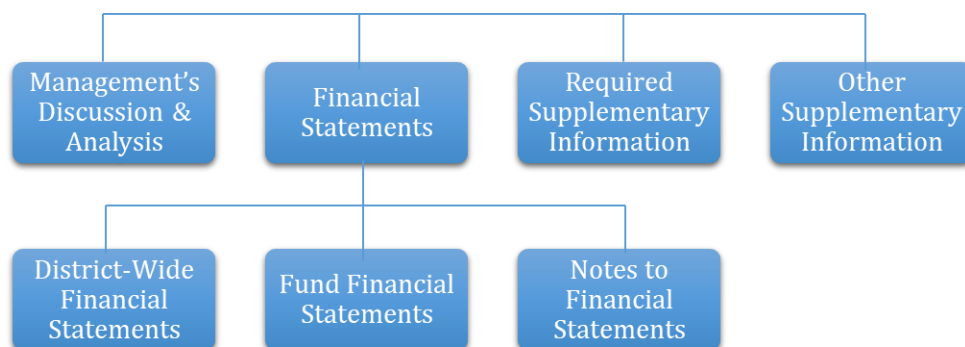 Management’s
Discussion &
Analysis
Financial
Statements
Required
Supplementary
Information
Other
Supplementary
Information
District-Wide
Financial
Statements
Fund Financial
Statements
Notes to
Financial
Statements